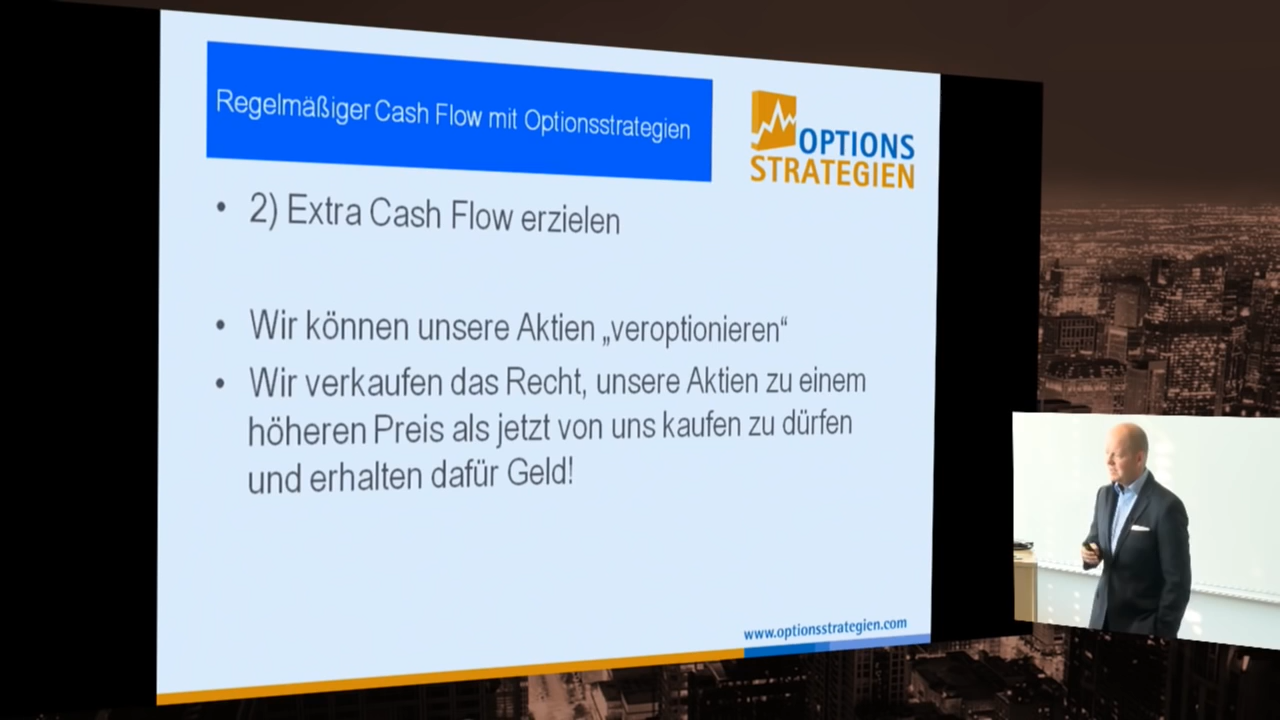 Regelmäßiger Cash Flow mit Optionsstrategien
OPTIONS
STRATEGIEN
• 2) Extra Cash Flow erzielen
• Wir können unsere Aktien „veroptionieren“
• Wir verkaufen das Recht, unsere Aktien zu einem
höheren Preis als jetzt von uns kaufen zu dürfen
und erhalten dafür Geld!
www.optionsstrategien.com